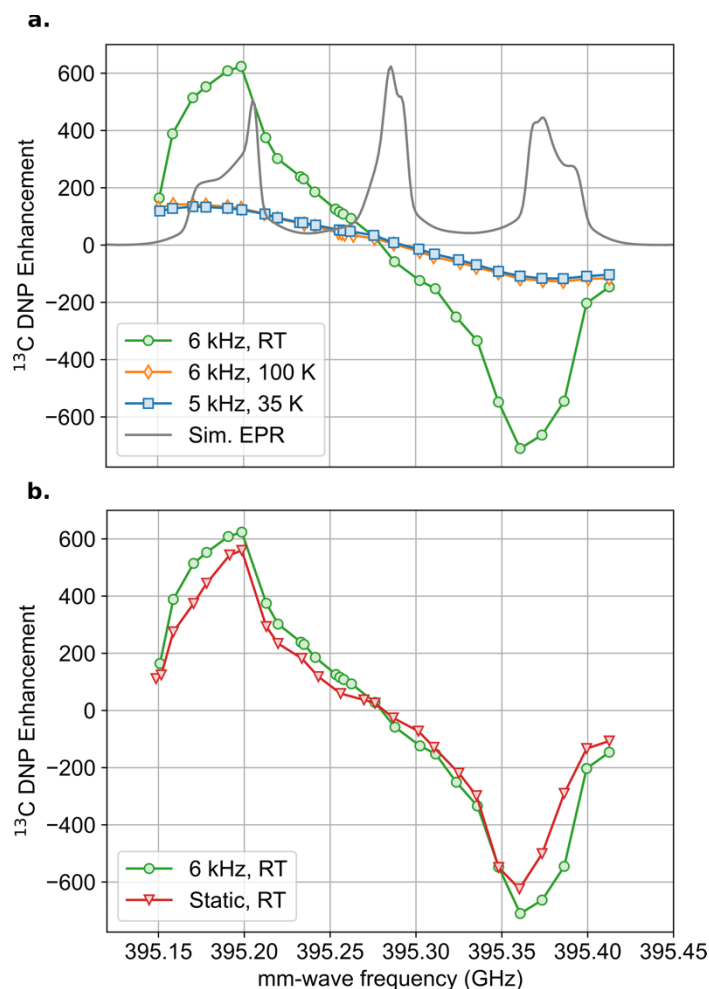 a.
600
400
200
0
−200
−400
−600
¹³C DNP Enhancement
6 kHz, RT
6 kHz, 100 K
5 kHz, 35 K
Sim. EPR
b.
600
400
200
0
−200
−400
−600
¹³C DNP Enhancement
6 kHz, RT
Static, RT
395.15 395.20 395.25 395.30 395.35 395.40 395.45
mm-wave frequency (GHz)